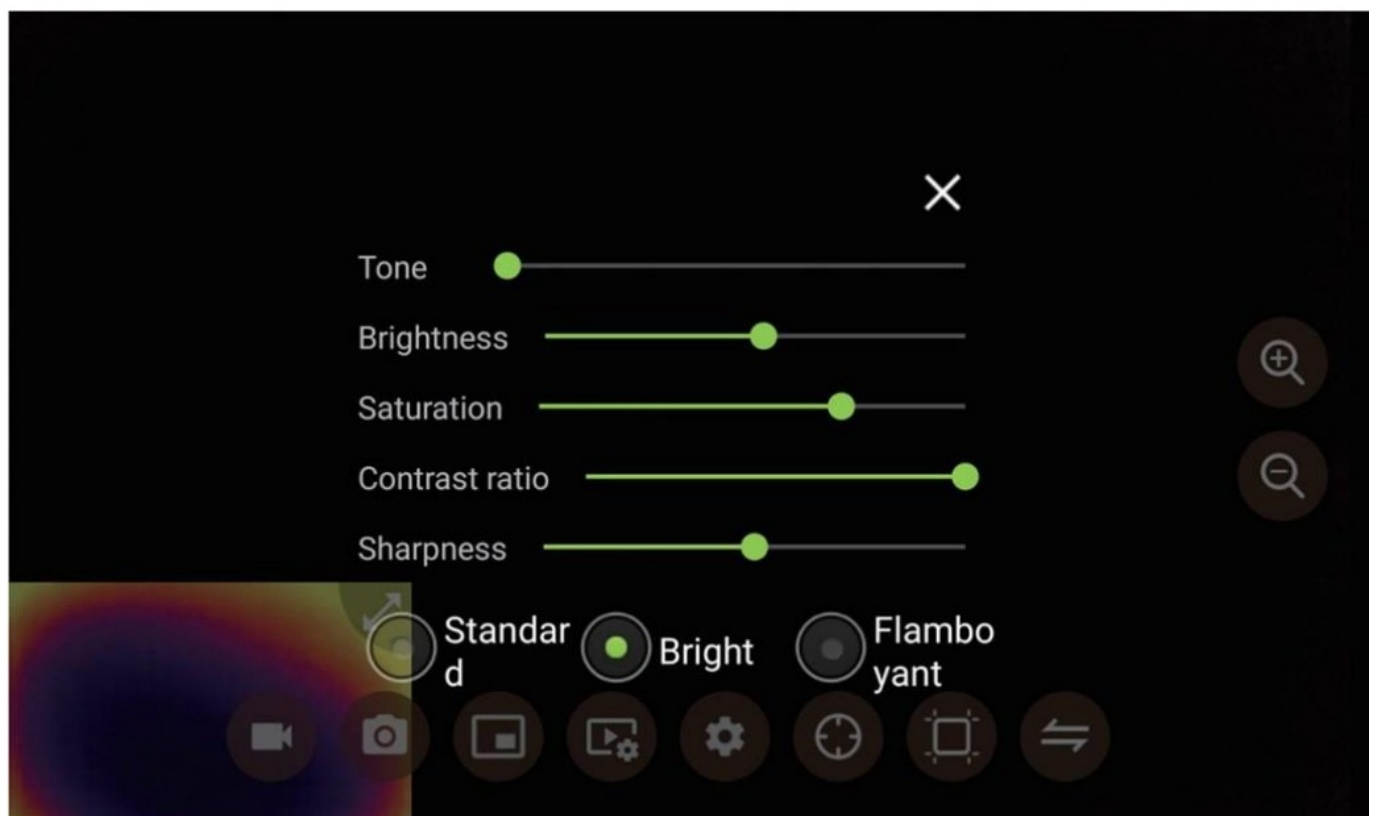 Tone
Brightness
Saturation
Contrast ratio
Sharpness
Standar
d
Bright
Flambo
yant